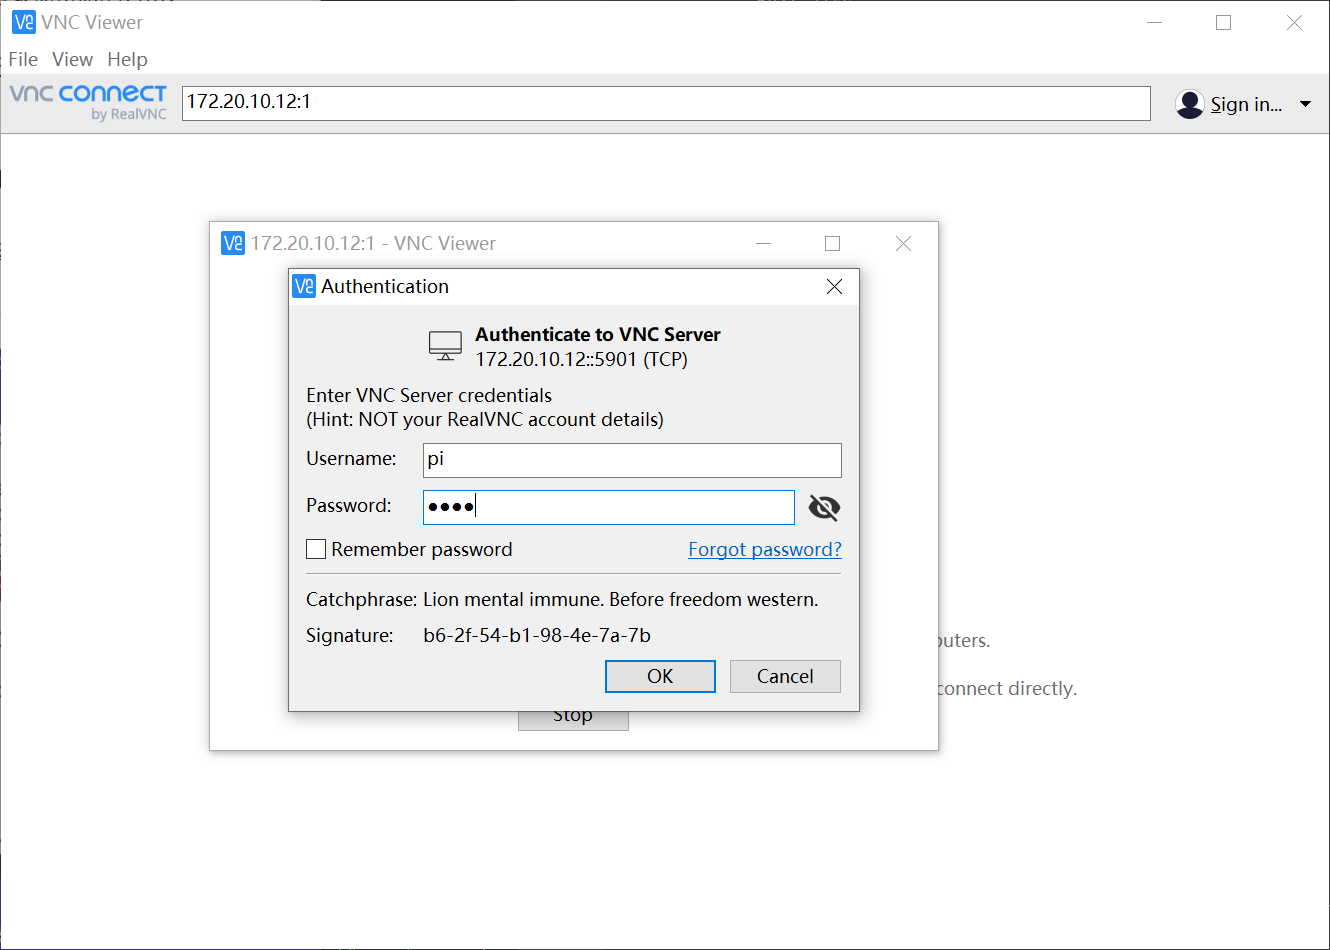 VNC Viewer
File View Help
vnc connect
by RealVNC
172.20.10.12:1
Sign in...
172.20.10.12:1 - VNC Viewer
Authentication
Authenticate to VNC Server
172.20.10.12::5901 (TCP)
Enter VNC Server credentials
(Hint: NOT your RealVNC account details)
Username: pi
Password: ●●●●
Remember password Forgot password?
Catchphrase: Lion mental immune. Before freedom western.
Signature: b6-2f-54-b1-98-4e-7a-7b
OK Cancel
Stop
connect directly.